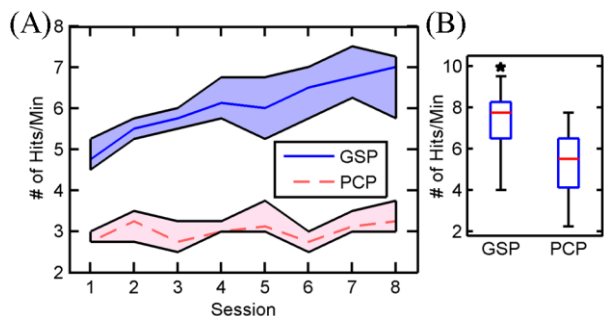 (A)
8
7
6
5
4
3
2
# of Hits/Min
1 2 3 4 5 6 7 8
Session
GSP
PCP
(B)
10
8
6
4
2
# of Hits/Min
*
GSP PCP